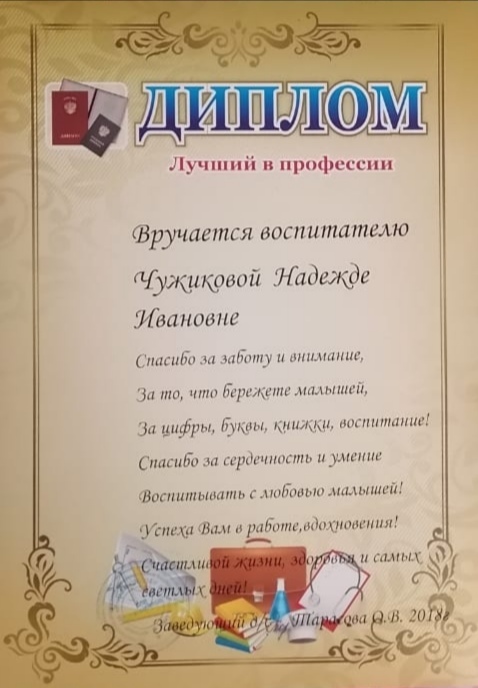 ДИПЛОМ
Лучший в профессии
Вручается воспитателю
Чужиковой Надежде
Ивановне
Спасибо за заботу и внимание,
За то, что бережете малышей,
За цифры, буквы, книжки, воспитание!
Спасибо за сердечность и умение
Воспитывать с любовью малышей!
Успеха Вам в работе,вдохновения!
Счастливой жизни, здоровья и самых
светлых дней!
Заведующий Тарасова О.В. 2018г